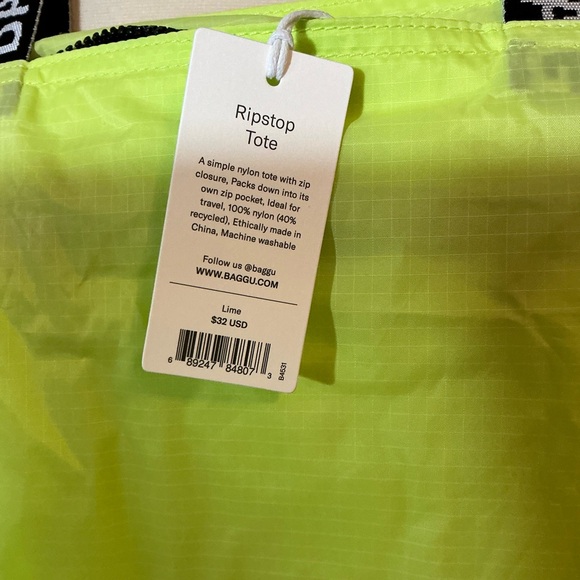 Ripstop
Tote
A simple nylon tote with zip
closure, Packs down into its
own zip pocket, Ideal for
travel, 100% nylon (40%
recycled), Ethically made in
China, Machine washable
Follow us @baggu
WWW.BAGGU.COM
Lime
$32 USD
6 89247 84807 3
B4531